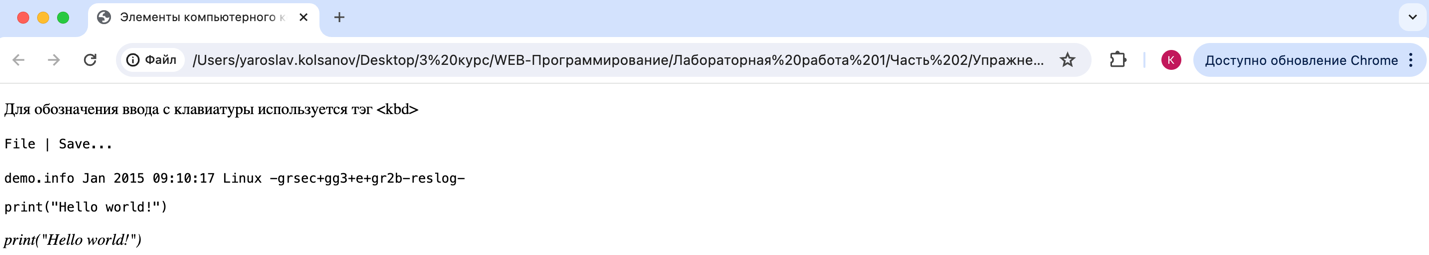 Элементы компьютерного
Файл
/Users/yaroslav.kolsanov/Desktop/3%20курс/WEB-Программирование/Лабораторная%20работа%201/Часть%202/Упражне...
К
Доступно обновление Chrome
Для обозначения ввода с клавиатуры используется тэг <kbd>
File | Save...
demo.info Jan 2015 09:10:17 Linux -grsec+gg3+e+gr2b-reslog-
print("Hello world!")
print("Hello world!")